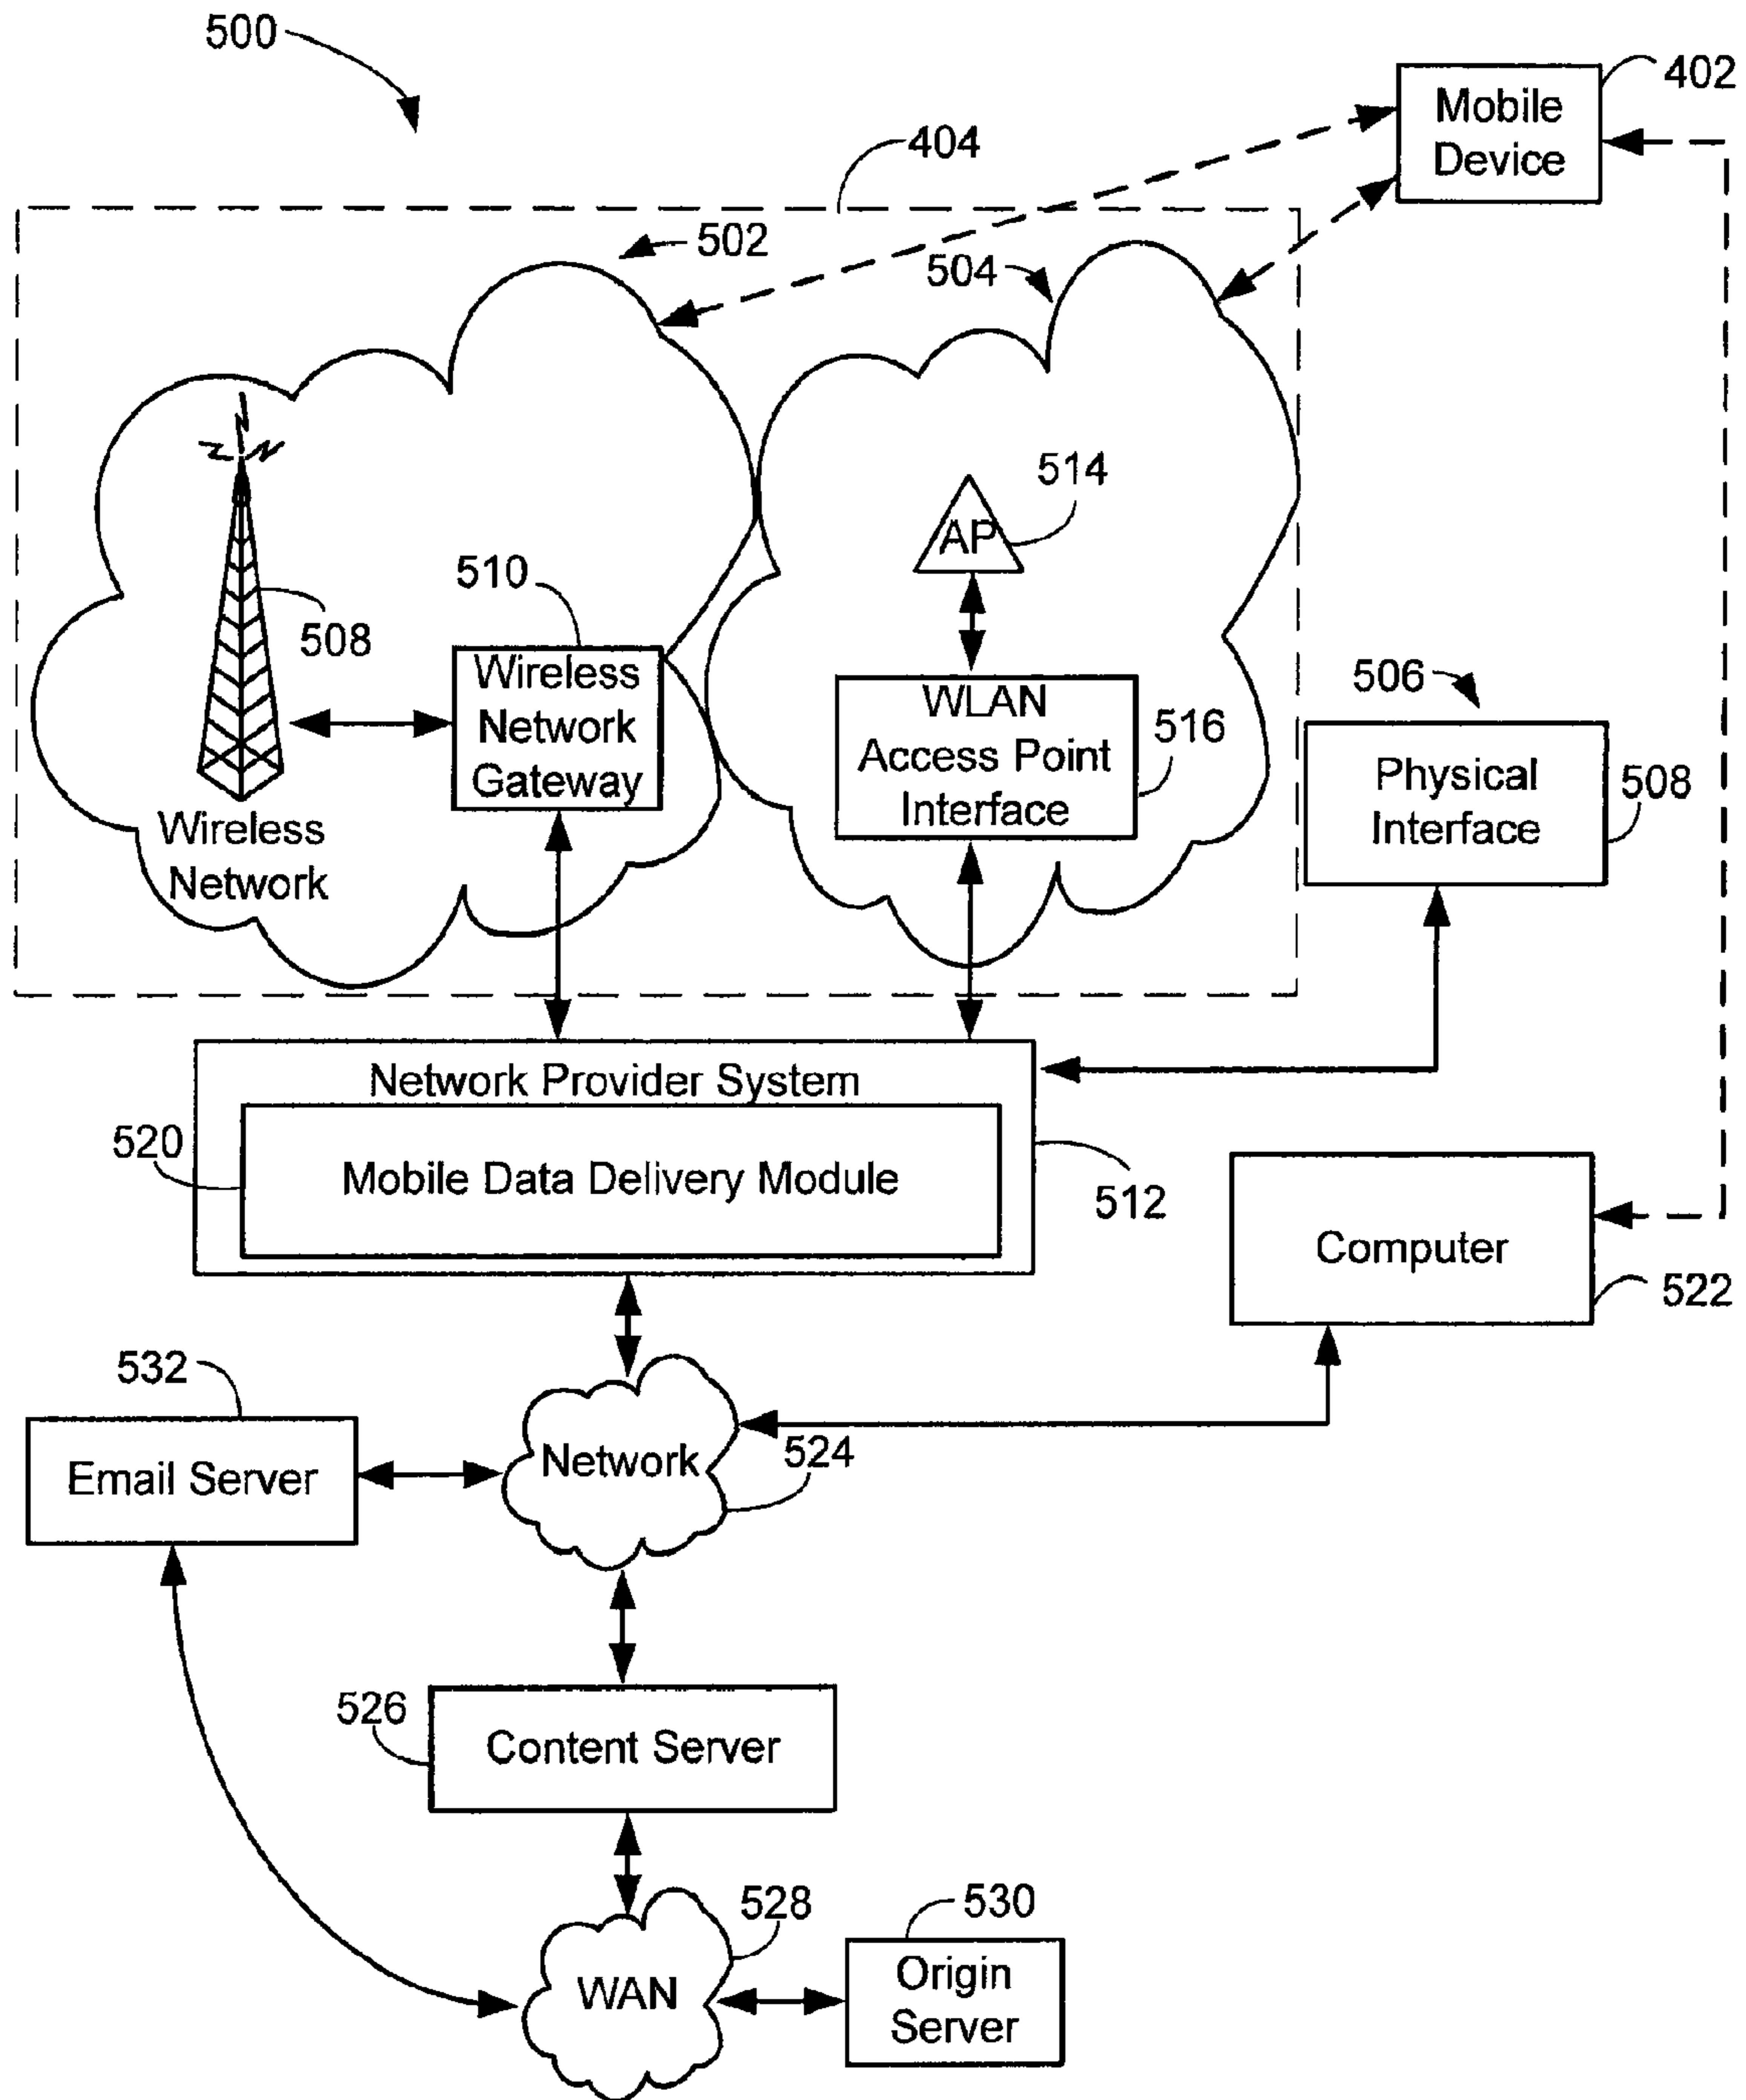 500
402
Mobile
Device
404
502
504
514
AP
510
508
Wireless
Network
Gateway
WLAN
Access Point
Interface
516
506
Physical
Interface
508
Wireless
Network
Network Provider System
520
Mobile Data Delivery Module
512
Computer
522
532
Email Server
Network
524
526
Content Server
528
530
WAN
Origin
Server